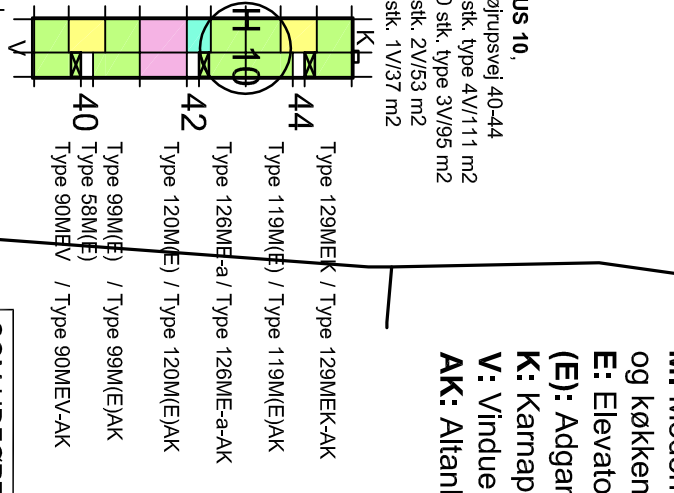 US 10,
øjrupsvej 40-44
stk. type 4V/111 m2
0 stk. type 3V/95 m2
stk. 2V/53 m2
stk. 1V/37 m2
K
H 10
V
44
42
40
Type 129MEK / Type 129MEK-AK
Type 119M(E) / Type 119M(E)AK
Type 126ME-a / Type 126ME-a-AK
Type 120M(E) / Type 120M(E)AK
Type 99M(E) / Type 99M(E)AK
Type 58M(E)
Type 90MEV / Type 90MEV-AK
og køkken
E: Elevato
(E): Adgar
K: Karnap
V: Vindue
AK: Altanl